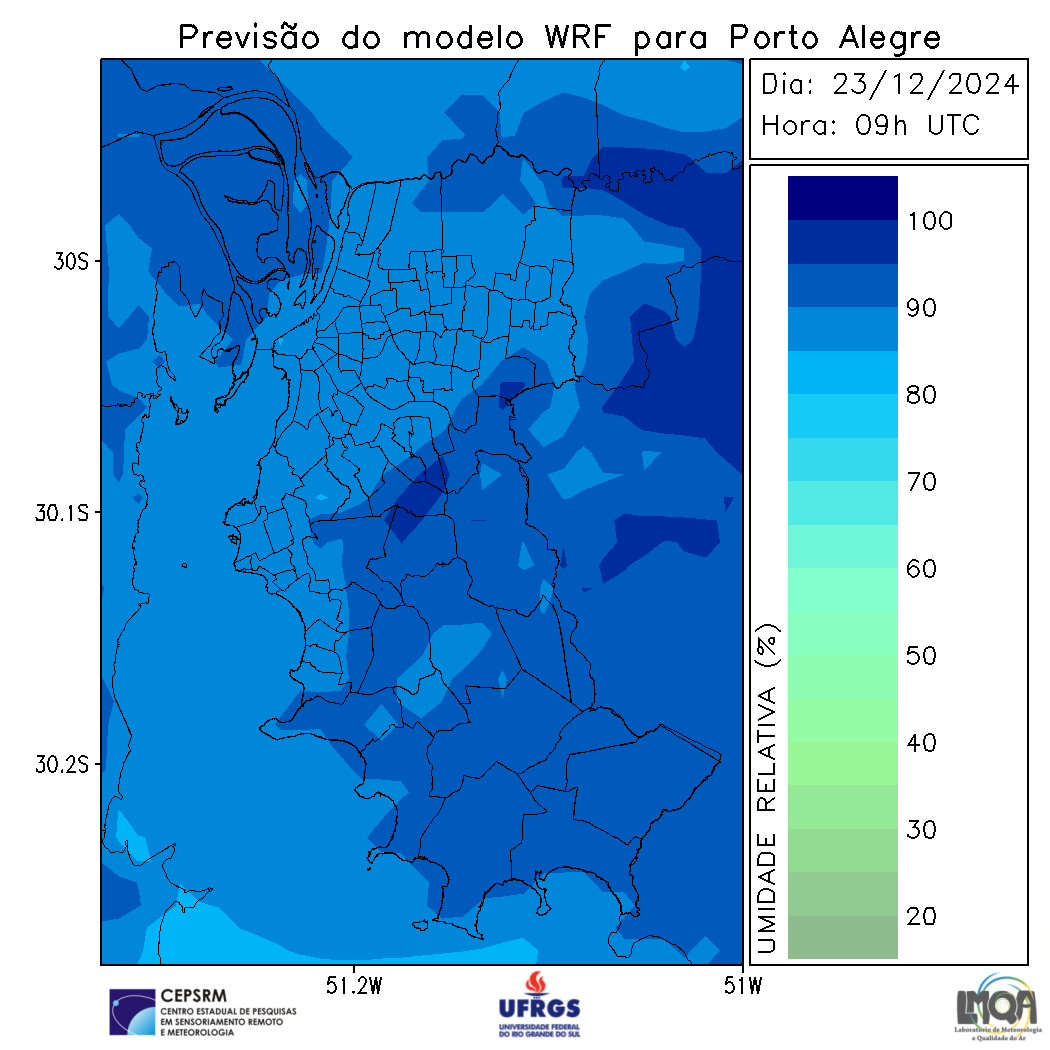 Previsão do modelo WRF para Porto Alegre
Dia: 23/12/2024
Hora: 09h UTC
30S
30.1S
30.2S
51.2W
51W
UMIDADE RELATIVA (%)
100
90
80
70
60
50
40
30
20
CEPSRM
CENTRO ESTADUAL DE PESQUISAS
EM SENSORIAMENTO REMOTO
E METEOROLOGIA
UFRGS
UNIVERSIDADE FEDERAL
DO RIO GRANDE DO SUL
LMQA
Laboratório de Meteorologia
e Qualidade do Ar